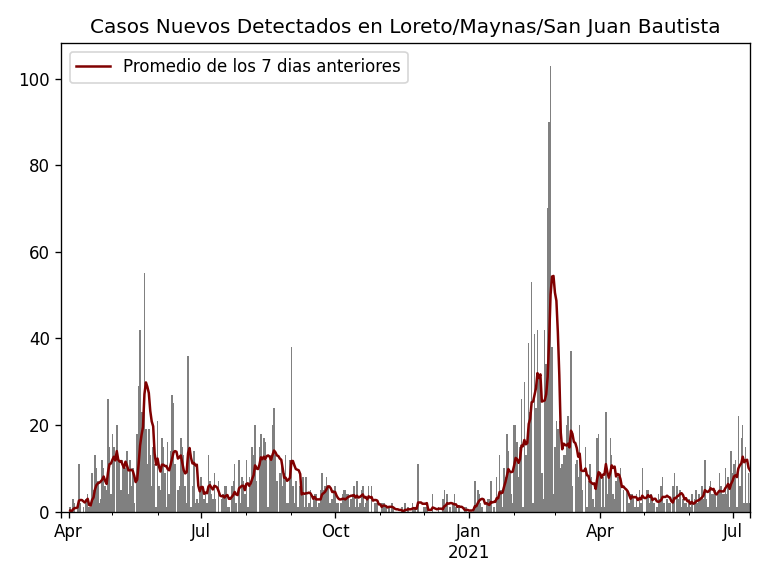 Casos Nuevos Detectados en Loreto/Maynas/San Juan Bautista
Promedio de los 7 dias anteriores
100
80
60
40
20
0
Apr Jul Oct Jan Apr Jul
2021